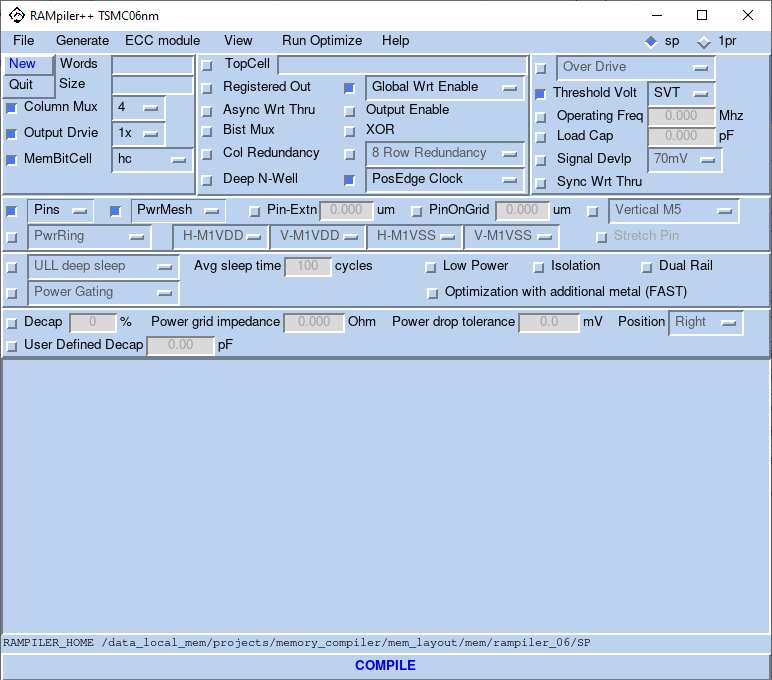 RAMpiler++ TSMC06nm
File Generate ECC module View Run Optimize Help sp 1pr
New Words TopCell Over Drive
Quit Size Registered Out Global Wrt Enable Threshold Volt SVT
Column Mux 4 Async Wrt Thru Output Enable Operating Freq 0.000 Mhz
Output Drvie 1x Bist Mux XOR Load Cap 0.000 pF
MemBitCell hc Col Redundancy 8 Row Redundancy Signal Devlp 70mV
Deep N-Well PosEdge Clock Sync Wrt Thru
Pins PwrMesh Pin-Extn 0.000 um PinOnGrid 0.000 um Vertical M5
PwrRing H-M1VDD V-M1VDD H-M1VSS V-M1VSS Stretch Pin
ULL deep sleep Avg sleep time 100 cycles Low Power Isolation Dual Rail
Power Gating Optimization with additional metal (FAST)
Decap 0 % Power grid impedance 0.000 Ohm Power drop tolerance 0.0 mV Position Right
User Defined Decap 0.00 pF
RAMPILER_HOME /data_local_mem/projects/memory_compiler/mem_layout/mem/rampiler_06/SP
COMPILE